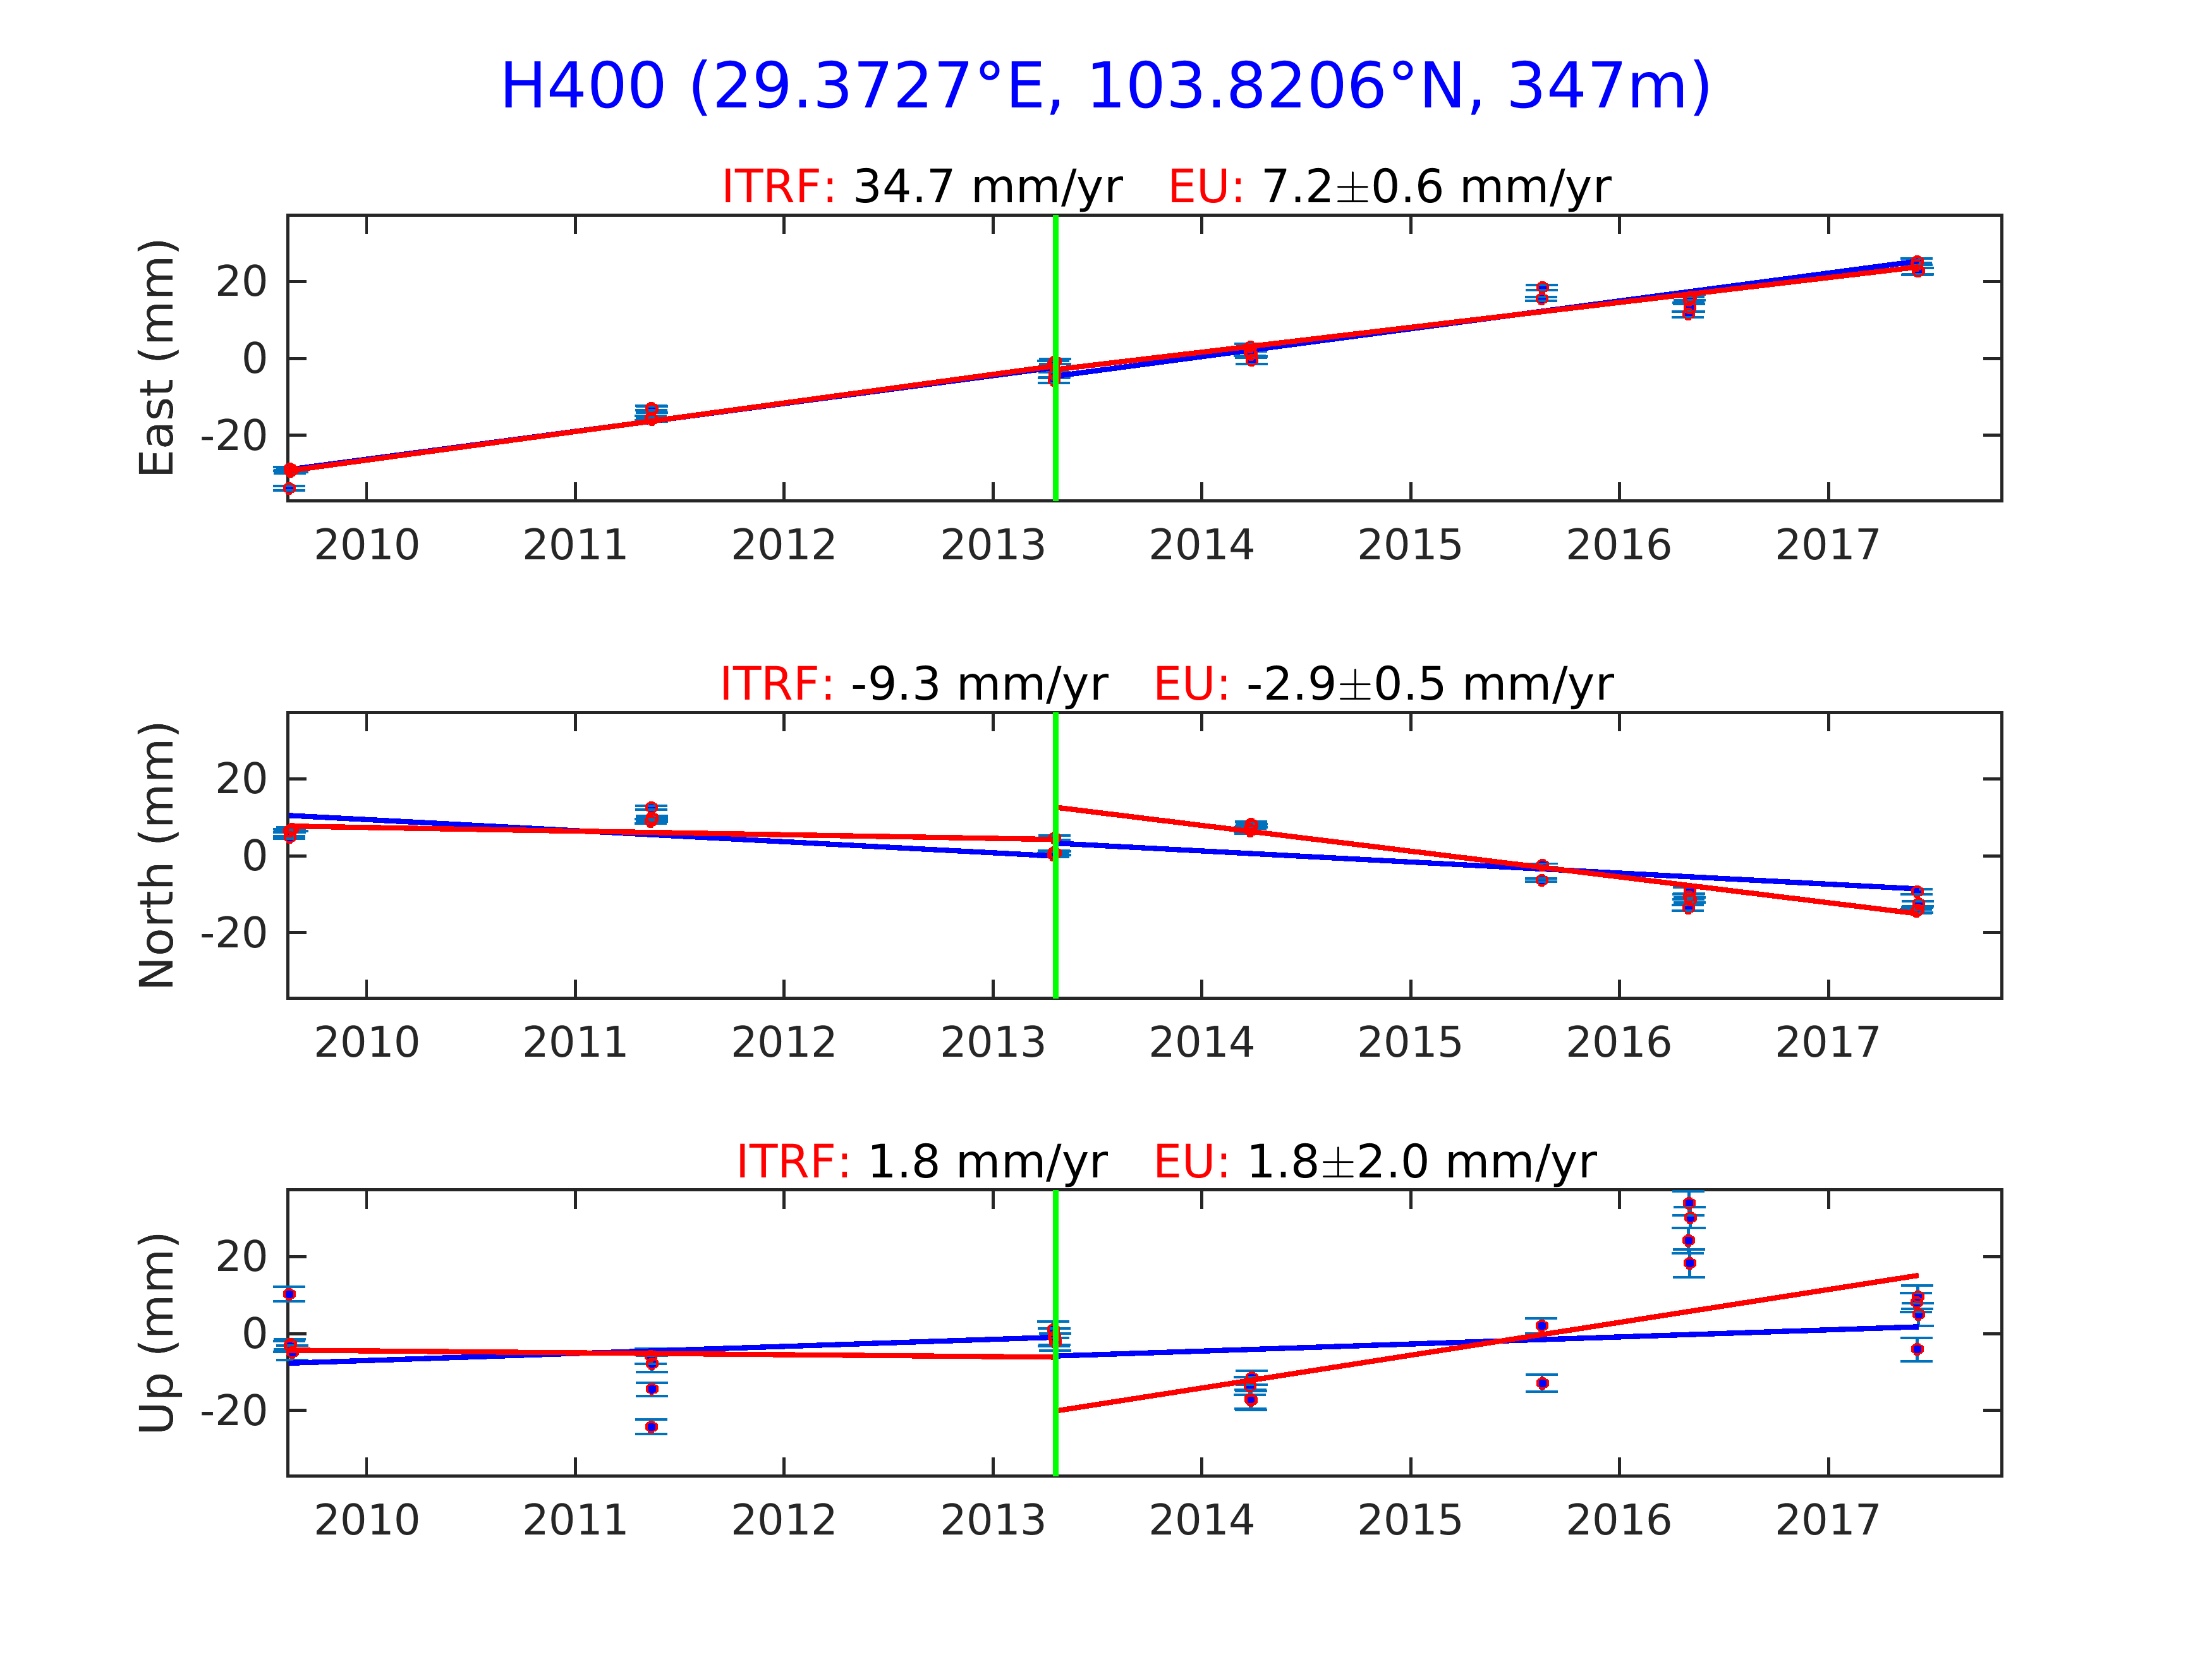 H400 (29.3727°E, 103.8206°N, 347m)
ITRF: 34.7 mm/yr EU: 7.2±0.6 mm/yr
East (mm)
20
0
-20
2010 2011 2012 2013 2014 2015 2016 2017
ITRF: -9.3 mm/yr EU: -2.9±0.5 mm/yr
North (mm)
20
0
-20
2010 2011 2012 2013 2014 2015 2016 2017
ITRF: 1.8 mm/yr EU: 1.8±2.0 mm/yr
Up (mm)
20
0
-20
2010 2011 2012 2013 2014 2015 2016 2017